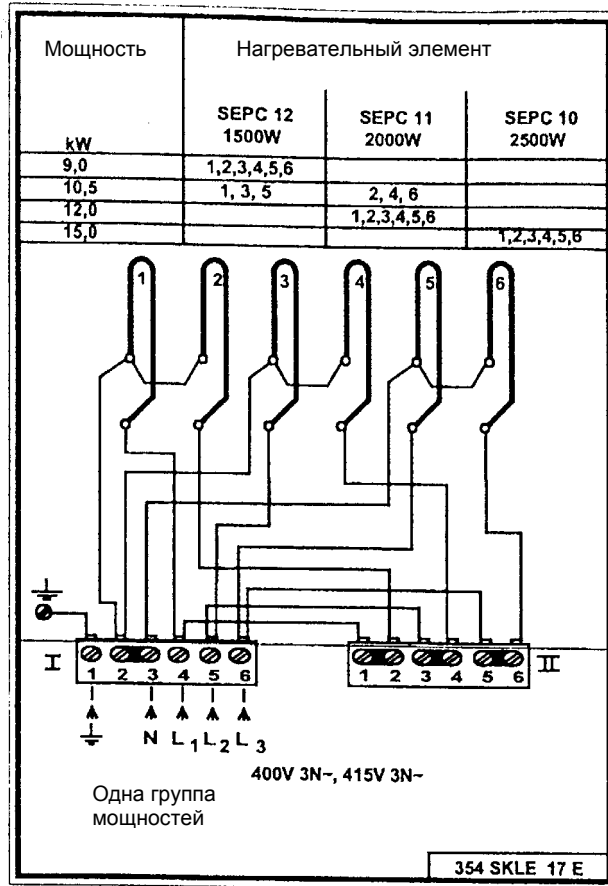 Мощность Нагревательный элемент
SEPC 12 SEPC 11 SEPC 10
1500W 2000W 2500W
kW
9,0 1,2,3,4,5,6
10,5 1, 3, 5 2, 4, 6
12,0 1,2,3,4,5,6
15,0 1,2,3,4,5,6
1 2 3 4 5 6
I II
1 2 3 4 5 6 1 2 3 4 5 6
N L1 L2 L3
400V 3N~, 415V 3N~
Одна группа
мощностей
354 SKLE 17 E